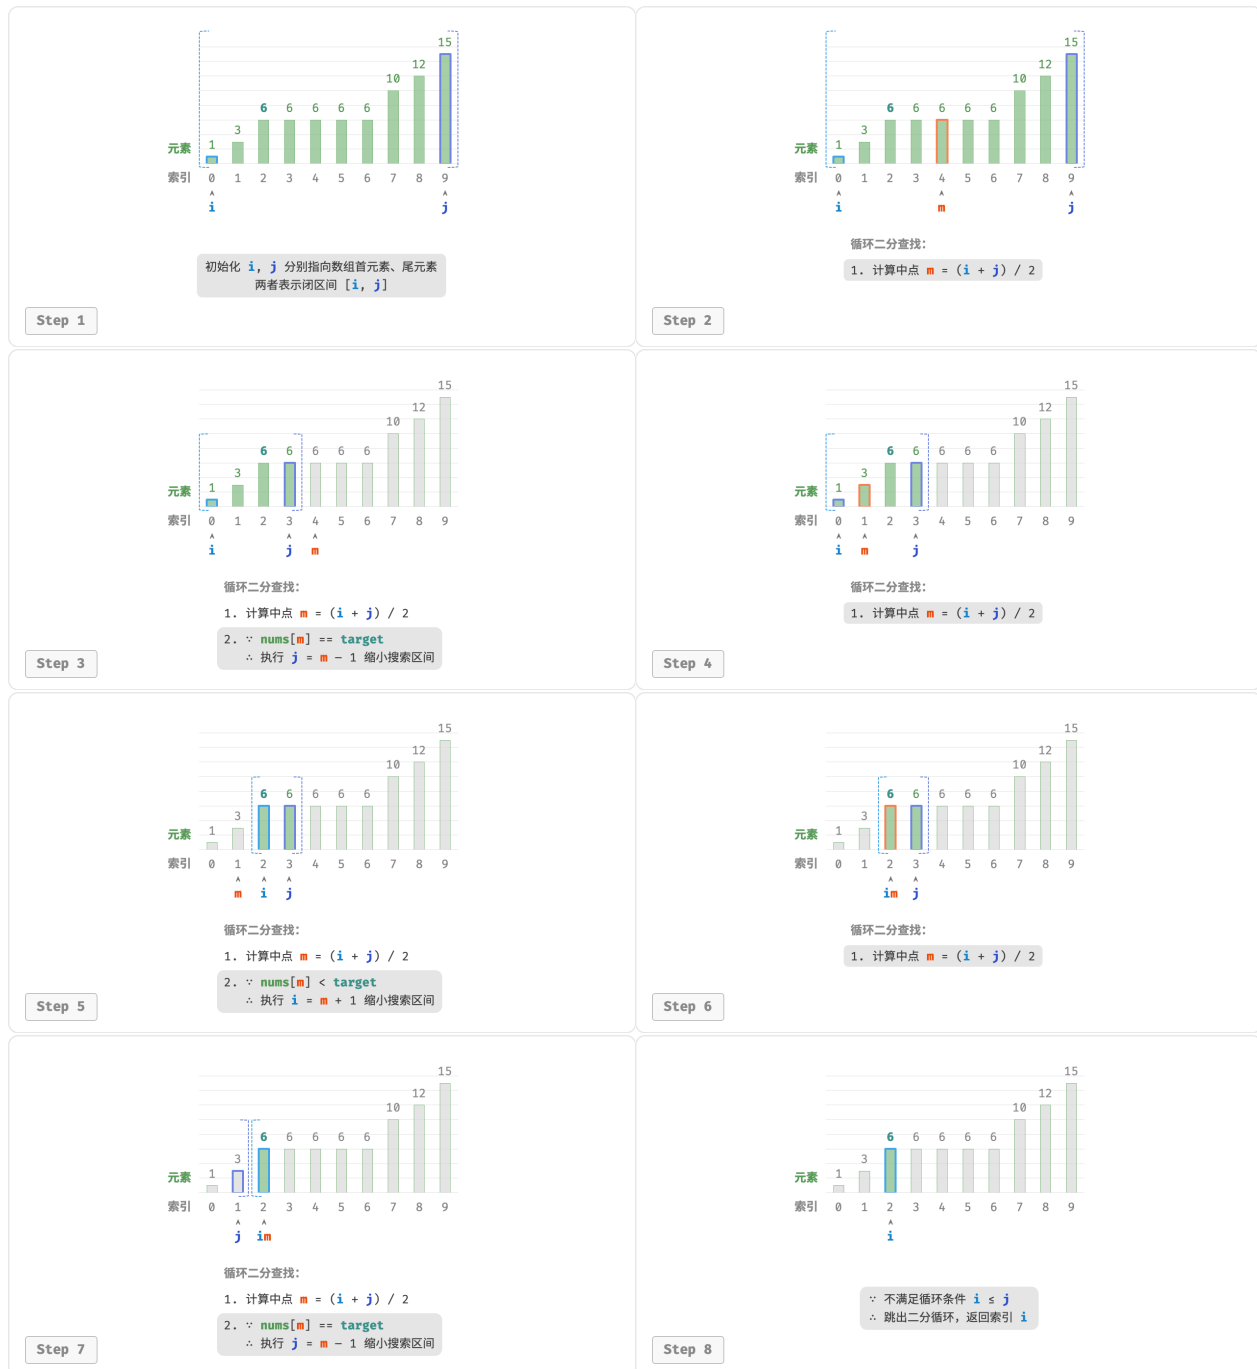 15
12
10
6 6 6 6 6
3
元素 1
索引 0 1 2 3 4 5 6 7 8 9
i j
初始化 i, j 分别指向数组首元素、尾元素
两者表示闭区间 [i, j]
Step 1
15
12
10
6 6 6 6 6
3
元素 1
索引 0 1 2 3 4 5 6 7 8 9
i m j
循环二分查找:
1. 计算中点 m = (i + j) / 2
Step 2
15
12
10
6 6 6 6 6
3
元素 1
索引 0 1 2 3 4 5 6 7 8 9
i j m
循环二分查找:
1. 计算中点 m = (i + j) / 2
2. ∵ nums[m] == target
∴ 执行 j = m − 1 缩小搜索区间
Step 3
15
12
10
6 6 6 6 6
3
元素 1
索引 0 1 2 3 4 5 6 7 8 9
i m j
循环二分查找:
1. 计算中点 m = (i + j) / 2
Step 4
15
12
10
6 6 6 6 6
3
元素 1
索引 0 1 2 3 4 5 6 7 8 9
m i j
循环二分查找:
1. 计算中点 m = (i + j) / 2
2. ∵ nums[m] < target
∴ 执行 i = m + 1 缩小搜索区间
Step 5
15
12
10
6 6 6 6 6
3
元素 1
索引 0 1 2 3 4 5 6 7 8 9
im j
循环二分查找:
1. 计算中点 m = (i + j) / 2
Step 6
15
12
10
6 6 6 6 6
3
元素 1
索引 0 1 2 3 4 5 6 7 8 9
j im
循环二分查找:
1. 计算中点 m = (i + j) / 2
2. ∵ nums[m] == target
∴ 执行 j = m − 1 缩小搜索区间
Step 7
15
12
10
6 6 6 6 6
3
元素 1
索引 0 1 2 3 4 5 6 7 8 9
i
∵ 不满足循环条件 i ≤ j
∴ 跳出二分循环，返回索引 i
Step 8